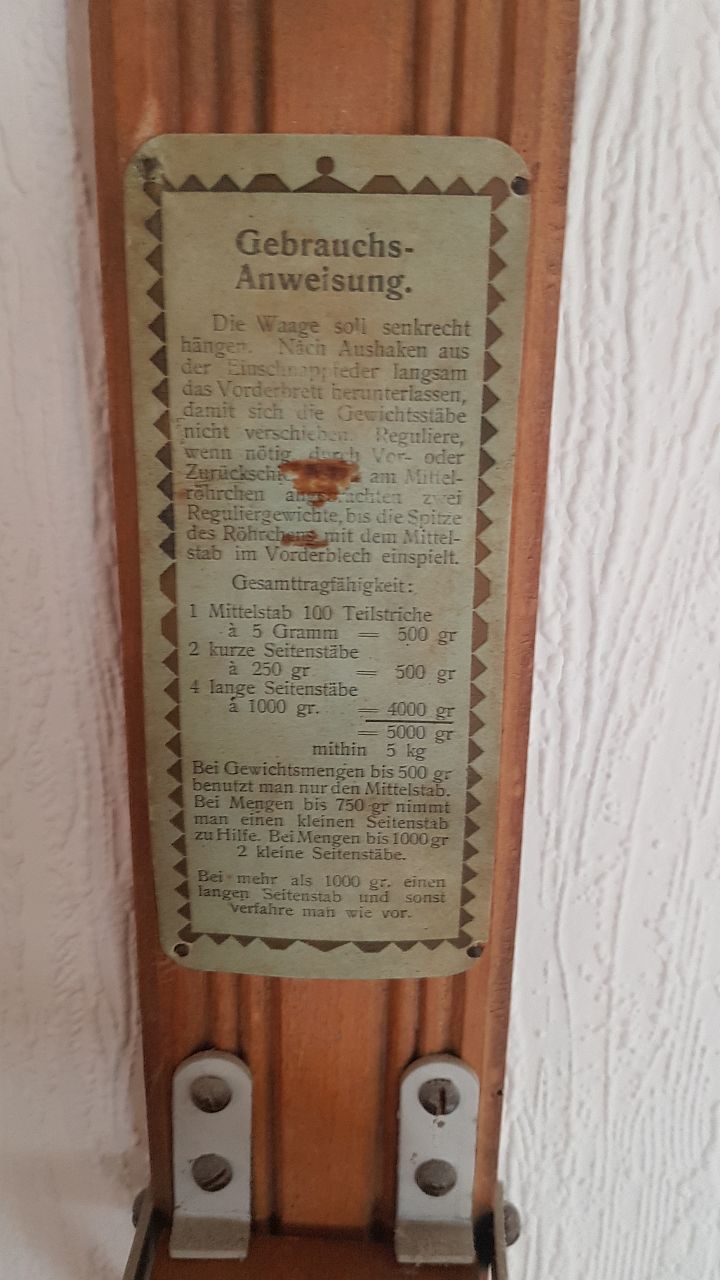 Gebrauchs-
Anweisung.
Die Waage soll senkrecht
hängen. Nach Aushaken aus
der Einschnappfeder langsam
das Vorderbrett herunterlassen,
damit sich die Gewichtsstäbe
nicht verschieben. Reguliere,
wenn nötig, durch Vor- oder
am Mittel-
röhrchen angebrachten zwei
Reguliergewichte, bis die Spitze
des Röhrchens mit dem Mittel-
stab im Vorderblech einspielt.
Gesamttragfähigkeit:
1 Mittelstab 100 Teilstriche
à 5 Gramm = 500 gr
2 kurze Seitenstäbe
à 250 gr = 500 gr
4 lange Seitenstäbe
à 1000 gr. = 4000 gr
= 5000 gr
mithin 5 kg
Bei Gewichtsmengen bis 500 gr
benutzt man nur den Mittelstab.
Bei Mengen bis 750 gr nimmt
man einen kleinen Seitenstab
zu Hilfe. Bei Mengen bis 1000 gr
2 kleine Seitenstäbe.
Bei mehr als 1000 gr. einen
langen Seitenstab und sonst
verfahre man wie vor.